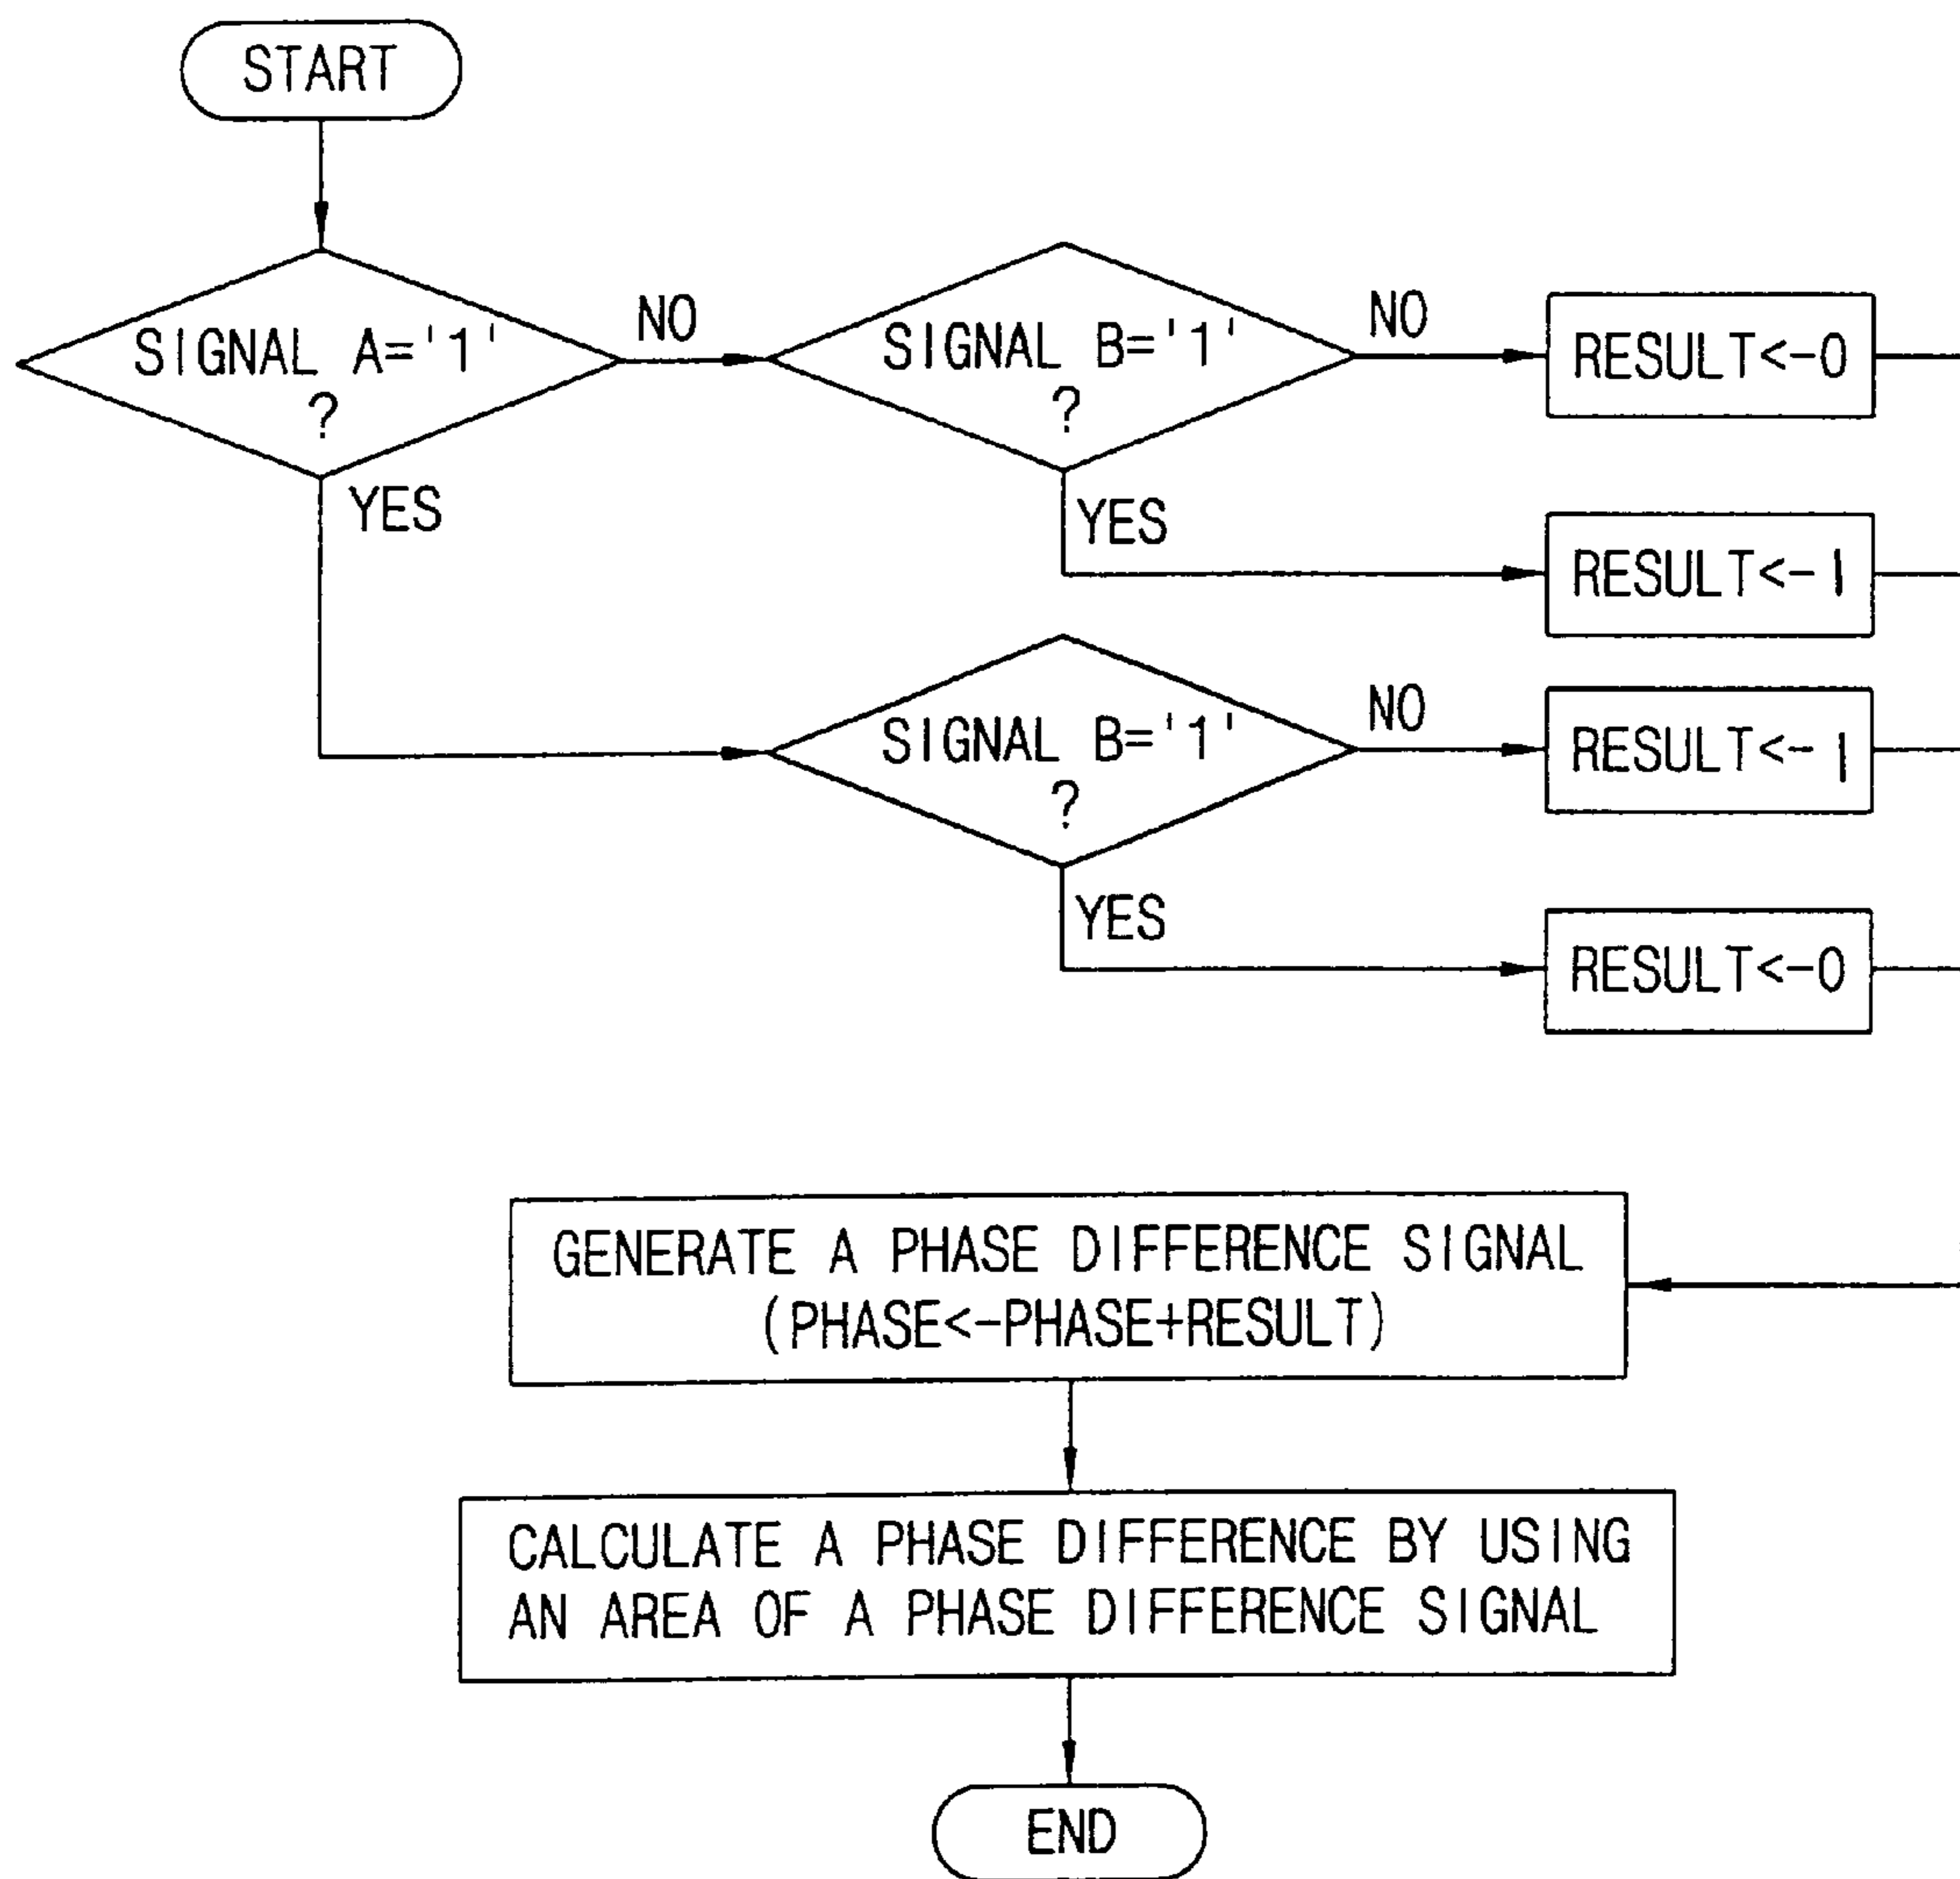 START
SIGNAL A='1'
?
NO
YES
SIGNAL B='1'
?
NO
YES
RESULT<-0
RESULT<-1
SIGNAL B='1'
?
NO
YES
RESULT<-1
RESULT<-0
GENERATE A PHASE DIFFERENCE SIGNAL
(PHASE<-PHASE+RESULT)
CALCULATE A PHASE DIFFERENCE BY USING
AN AREA OF A PHASE DIFFERENCE SIGNAL
END